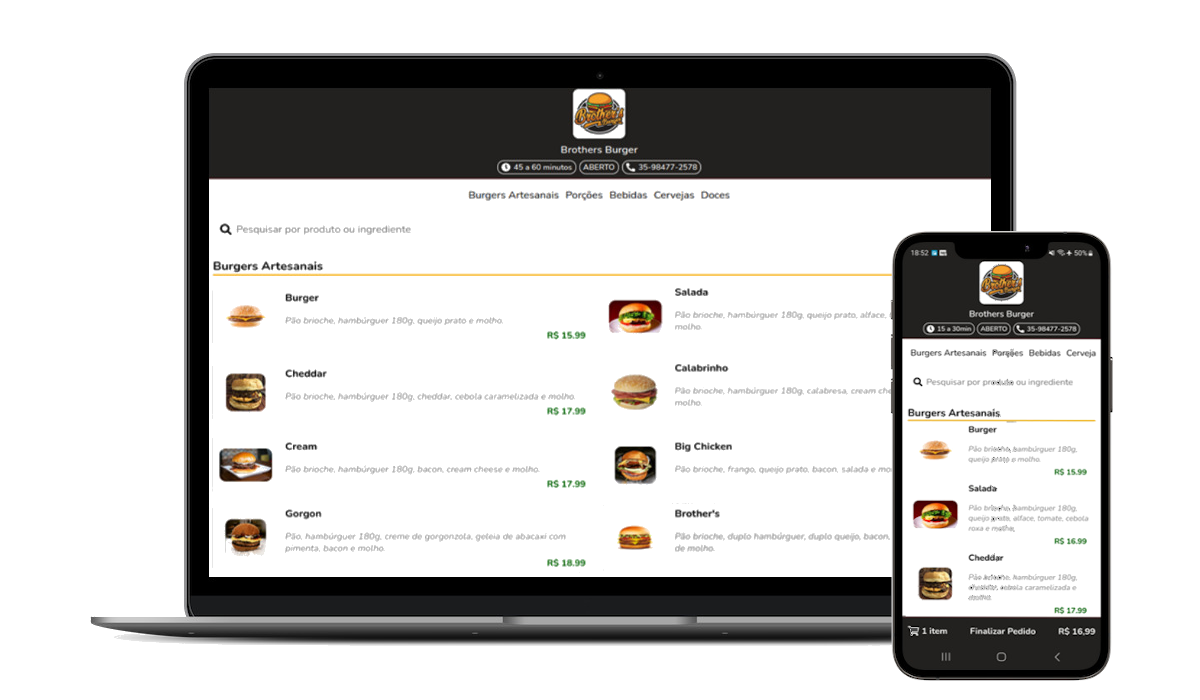 Brothers
Burger
Brothers Burger
45 a 60 minutos ABERTO 35-98477-2578
Burgers Artesanais Porções Bebidas Cervejas Doces
Pesquisar por produto ou ingrediente
Burgers Artesanais
Burger
Pão brioche, hambúrguer 180g, queijo prato e molho.
R$ 15.99
Salada
Pão brioche, hambúrguer 180g, queijo prato, alface,
molho.
Cheddar
Pão brioche, hambúrguer 180g, cheddar, cebola caramelizada e molho.
R$ 17.99
Calabrinho
Pão brioche, hambúrguer 180g, calabresa, cream che
molho.
Cream
Pão brioche, hambúrguer 180g, bacon, cream cheese e molho.
R$ 17.99
Big Chicken
Pão brioche, frango, queijo prato, bacon, salada e mo
Gorgon
Pão, hambúrguer 180g, creme de gorgonzola, geleia de abacaxi com
pimenta, bacon e molho.
R$ 18.99
Brother's
Pão brioche, duplo hambúrguer, duplo queijo, bacon,
de molho.
18:52 50%
Brothers
Burger
Brothers Burger
15 a 30min ABERTO 35-98477-2578
Burgers Artesanais Porções Bebidas Cerveja
Pesquisar por produto ou ingrediente
Burgers Artesanais
Burger
Pão brioche, hambúrguer 180g,
queijo prato e molho.
R$ 15.99
Salada
Pão brioche, hambúrguer 180g,
queijo prato, alface, tomate, cebola
roxa e molho.
R$ 16.99
Cheddar
Pão brioche, hambúrguer 180g,
cheddar, cebola caramelizada e
molho.
R$ 17.99
1 item Finalizar Pedido R$ 16,99